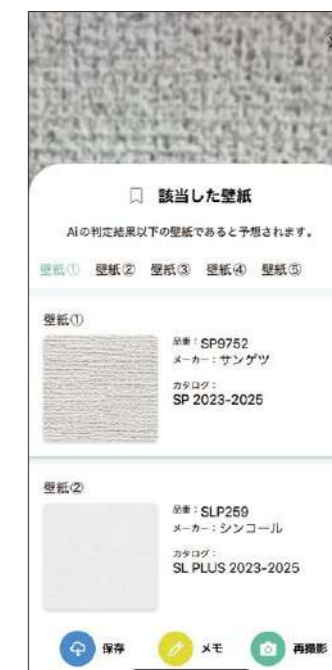 該当した壁紙
Aiの判定結果以下の壁紙であると予想されます。
壁紙① 壁紙② 壁紙③ 壁紙④ 壁紙⑤
壁紙①
品番：SP9752
メーカー：サンゲツ
カタログ：
SP 2023-2025
壁紙②
品番：SLP259
メーカー：シンコール
カタログ：
SL PLUS 2023-2025
保存 メモ 再撮影